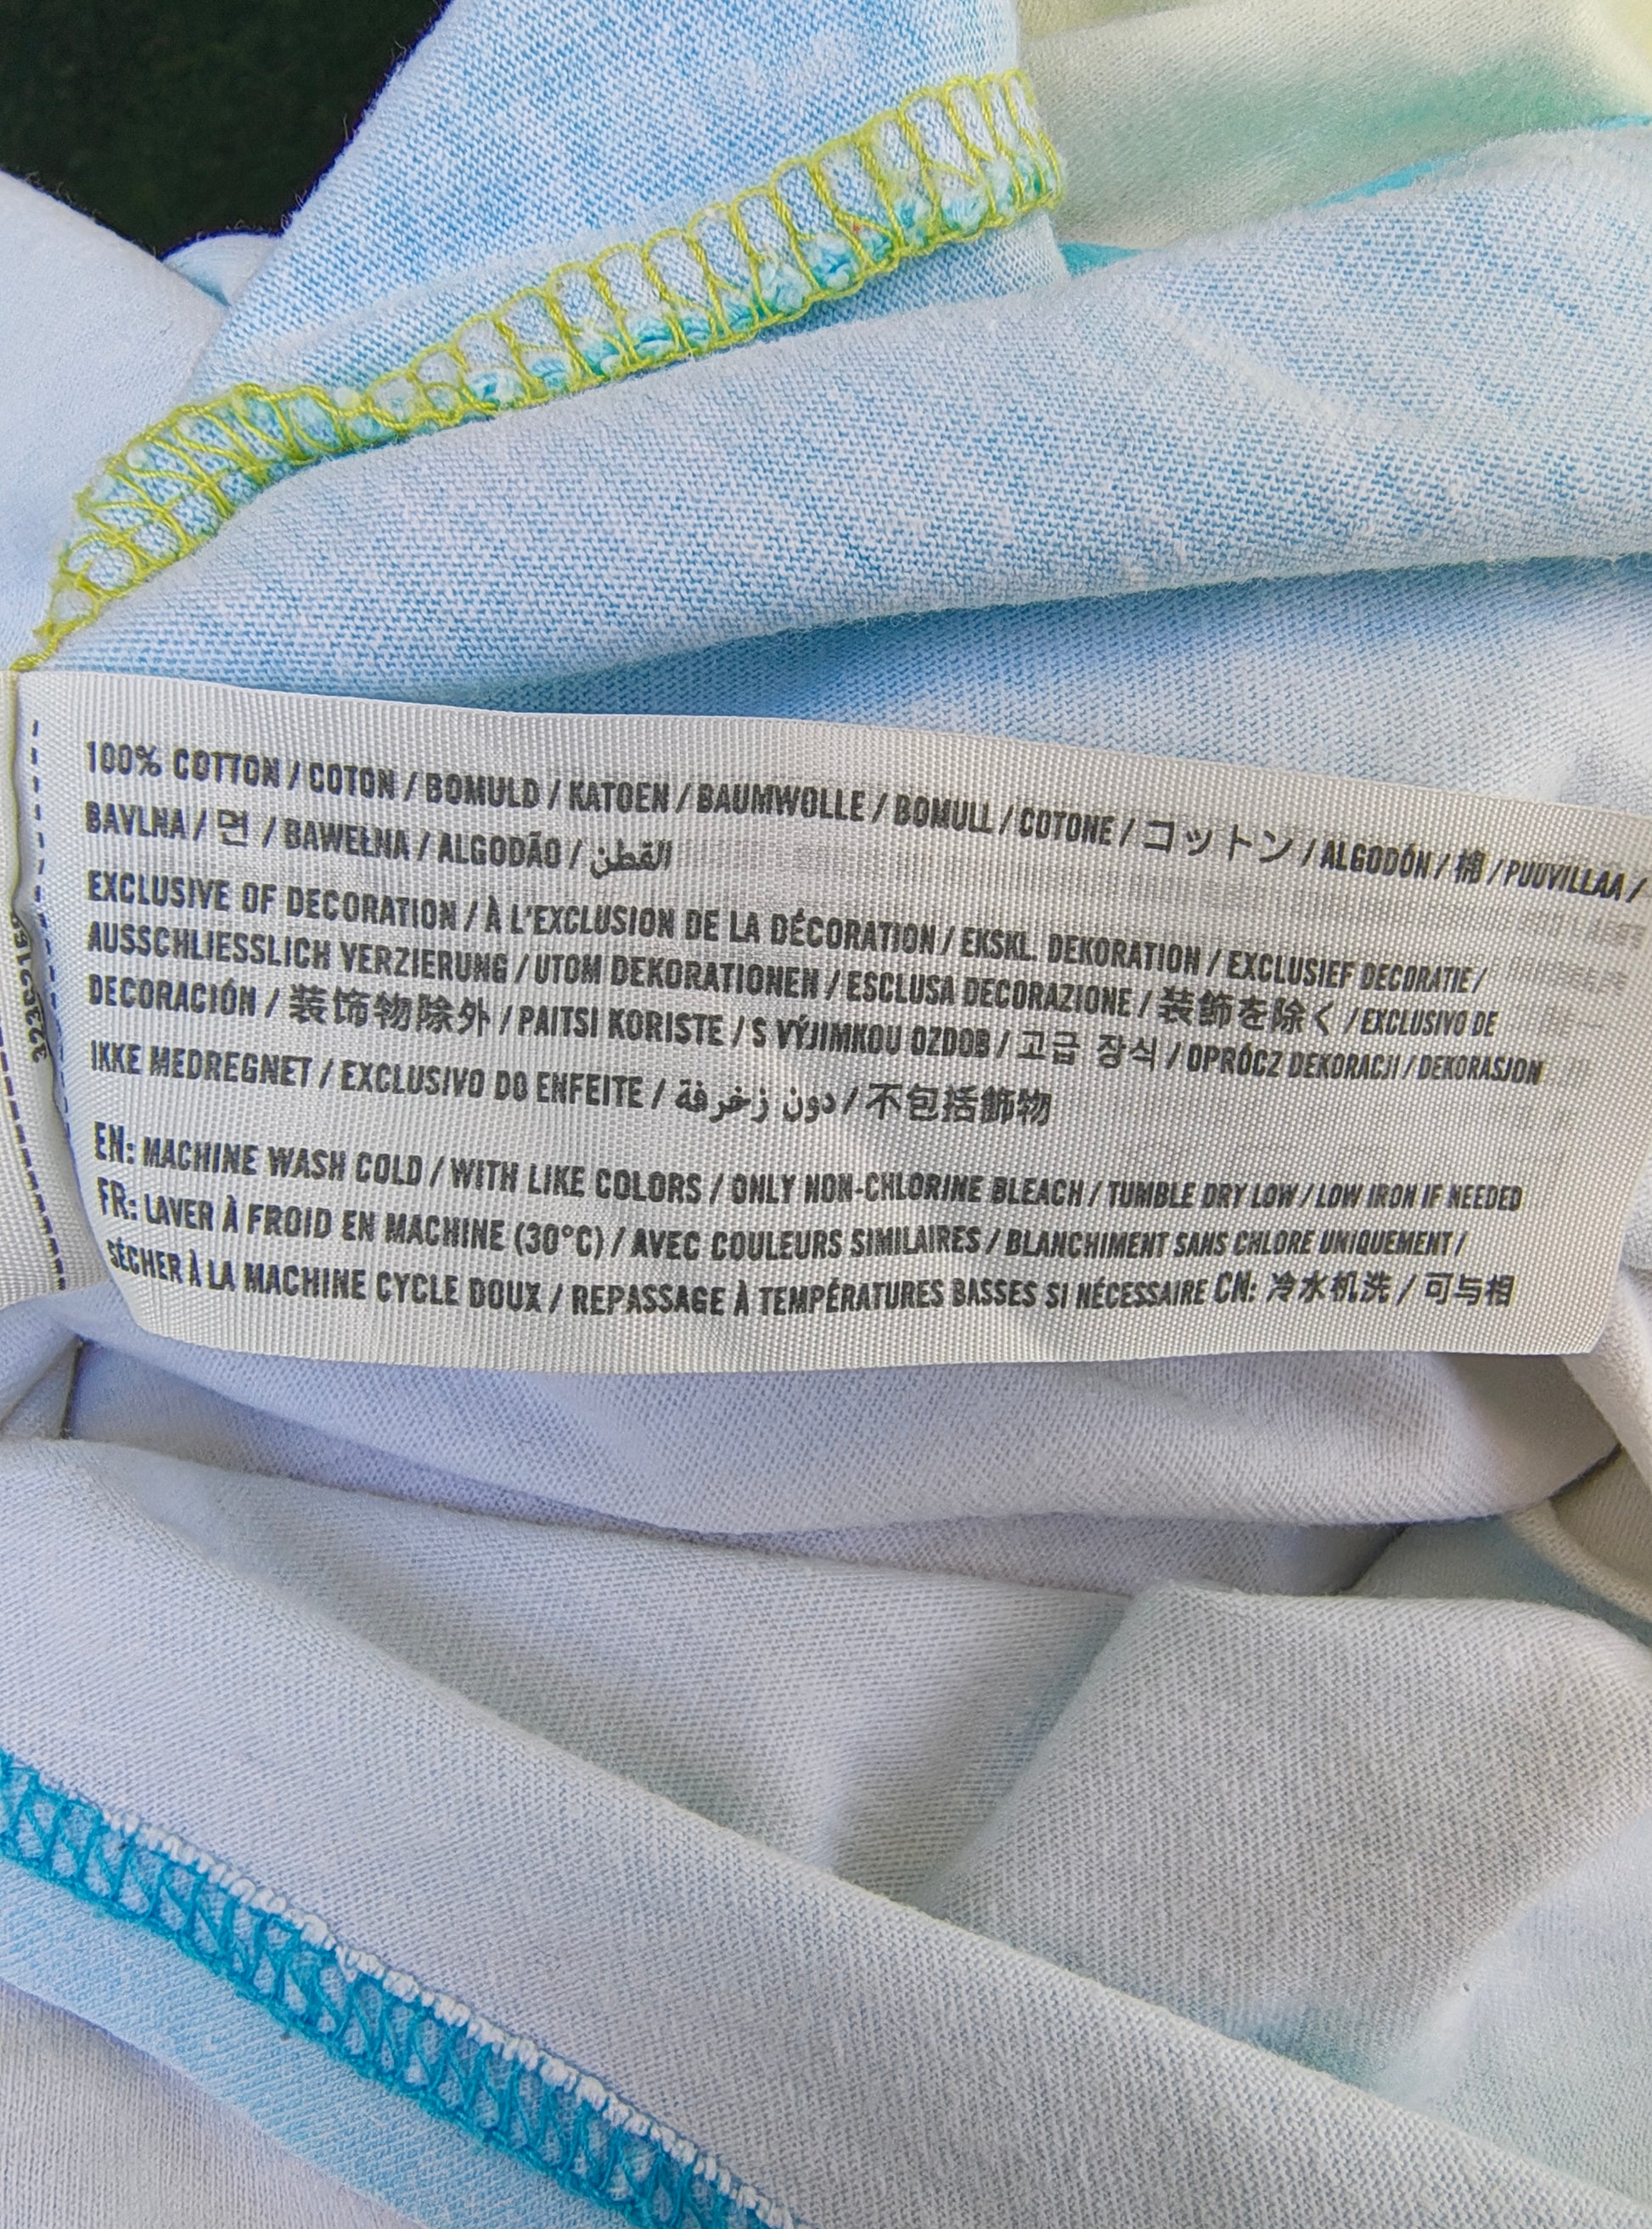 100% COTTON / COTON / BOMULD / KATOEN / BAUMWOLLE / BOMULL / COTONE / コットン / ALGODÓN / 棉 / PUUVILLAA /
BAVLNA / 면 / BAWEŁNA / ALGODÃO / القطن
EXCLUSIVE OF DECORATION / À L'EXCLUSION DE LA DÉCORATION / EKSKL. DEKORATION / EXCLUSIEF DECORATIE /
AUSSCHLIESSLICH VERZIERUNG / UTOM DEKORATIONEN / ESCLUSA DECORAZIONE / 装飾を除く / EXCLUSIVO DE
DECORACIÓN / 装饰物除外 / PAITSI KORISTE / S VÝJIMKOU OZDOB / 고급 장식 / OPRÓCZ DEKORACJI / DEKORASJON
IKKE MEDREGNET / EXCLUSIVO DO ENFEITE / دون زخرفة / 不包括飾物
EN: MACHINE WASH COLD / WITH LIKE COLORS / ONLY NON-CHLORINE BLEACH / TUMBLE DRY LOW / LOW IRON IF NEEDED
FR: LAVER À FROID EN MACHINE (30°C) / AVEC COULEURS SIMILAIRES / BLANCHIMENT SANS CHLORE UNIQUEMENT /
SÉCHER À LA MACHINE CYCLE DOUX / REPASSAGE À TEMPÉRATURES BASSES SI NÉCESSAIRE CN: 冷水机洗 / 可与相